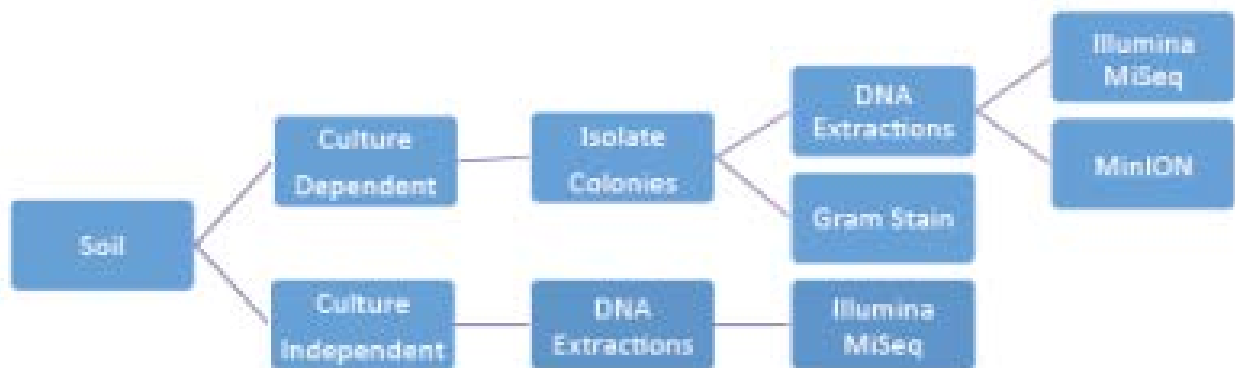 Soil
Culture
Dependent
Culture
Independent
Isolate
Colonies
DNA
Extractions
DNA
Extractions
Gram Stain
Illumina
MiSeq
Illumina
MiSeq
MinION